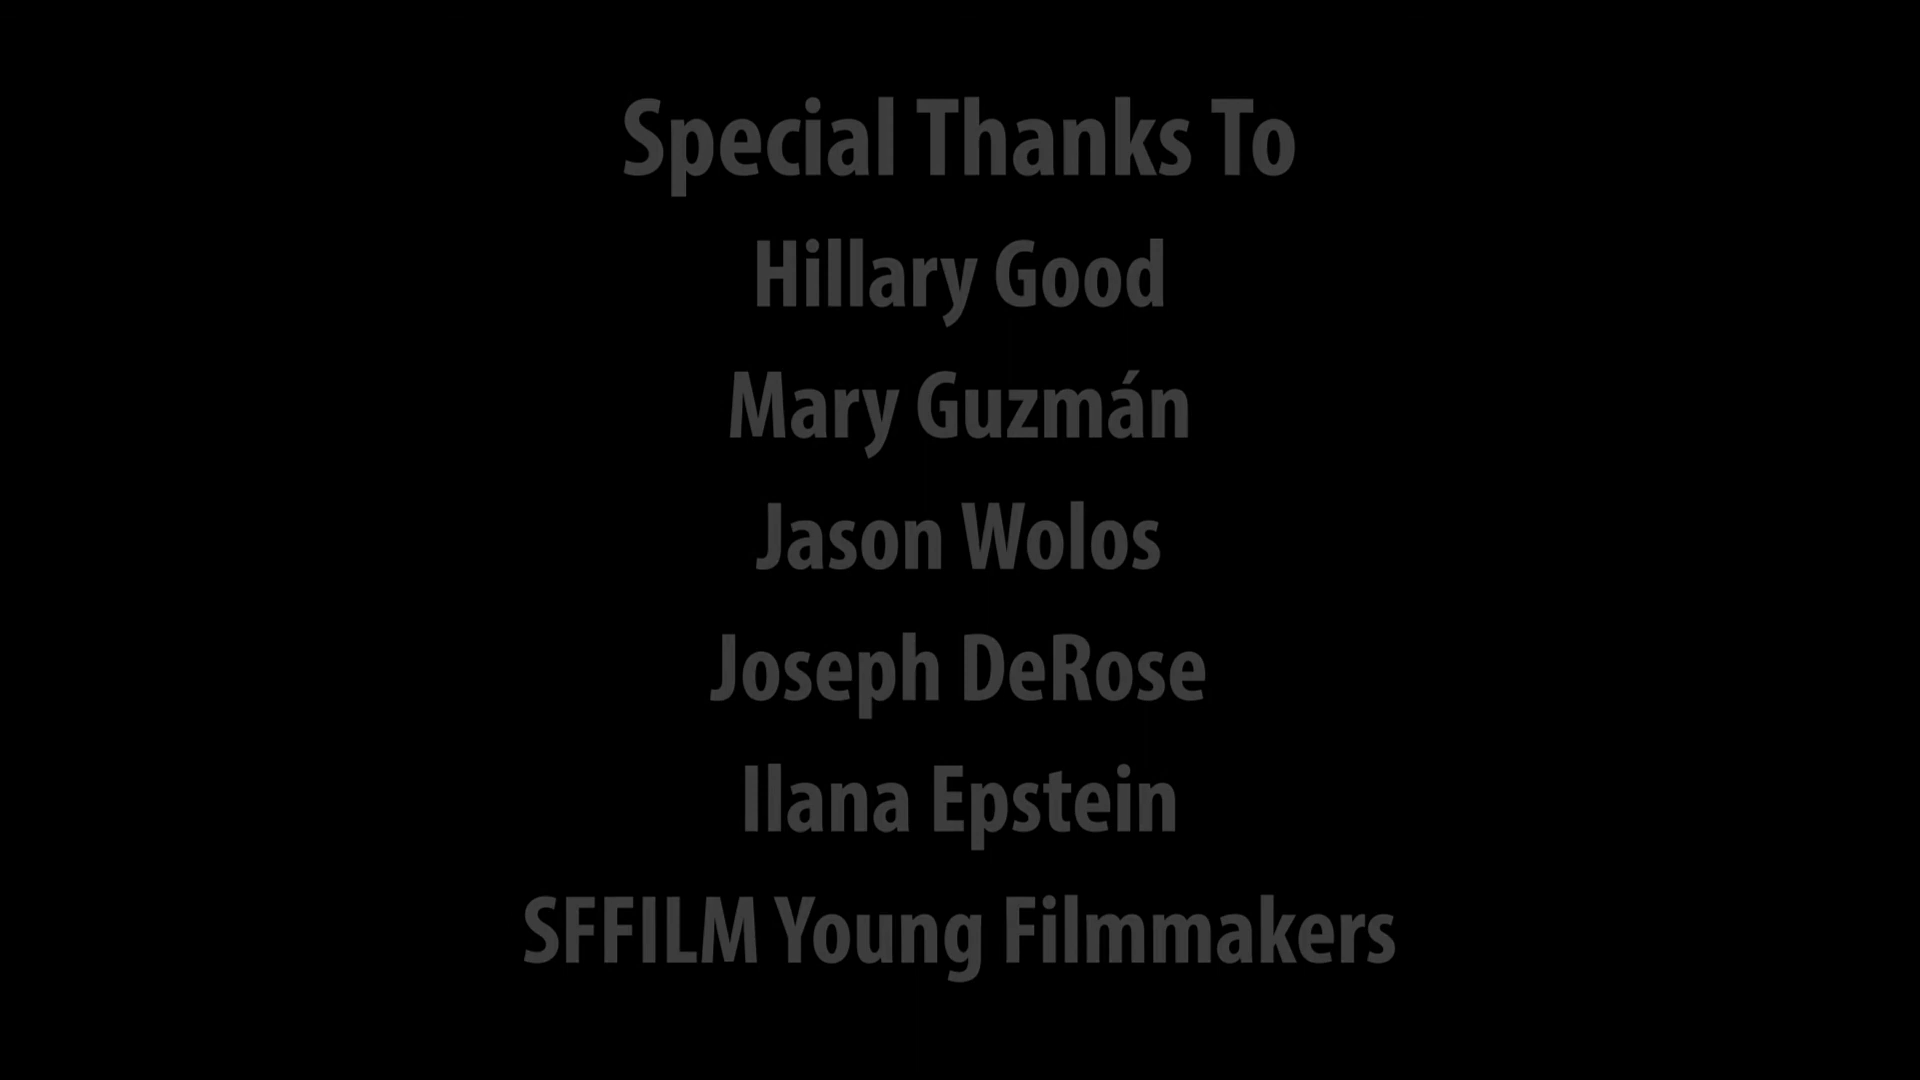 Special Thanks To
Hillary Good
Mary Guzmán
Jason Wolos
Joseph DeRose
Ilana Epstein
SFFILM Young Filmmakers